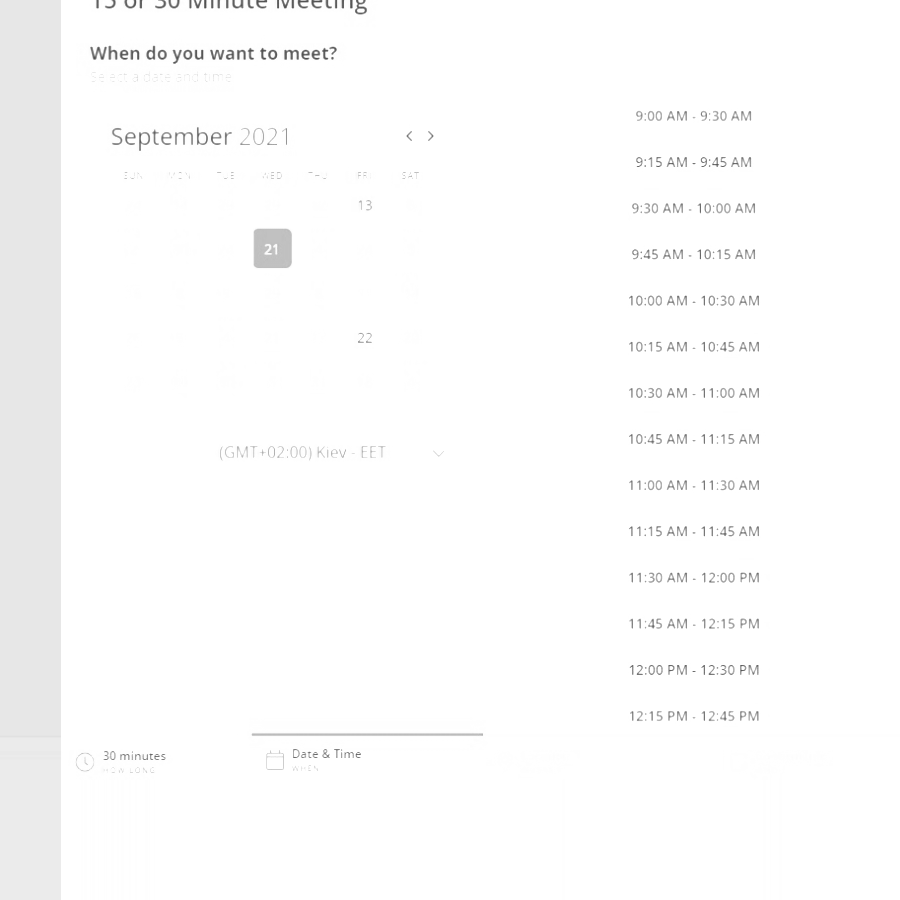 15 or 30 Minute Meeting
When do you want to meet?
Select a date and time
September 2021
SUN MON TUE WED THU FRI SAT
13
21
22
(GMT+02:00) Kiev - EET
9:00 AM - 9:30 AM
9:15 AM - 9:45 AM
9:30 AM - 10:00 AM
9:45 AM - 10:15 AM
10:00 AM - 10:30 AM
10:15 AM - 10:45 AM
10:30 AM - 11:00 AM
10:45 AM - 11:15 AM
11:00 AM - 11:30 AM
11:15 AM - 11:45 AM
11:30 AM - 12:00 PM
11:45 AM - 12:15 PM
12:00 PM - 12:30 PM
12:15 PM - 12:45 PM
30 minutes
HOW LONG
Date & Time
WHEN